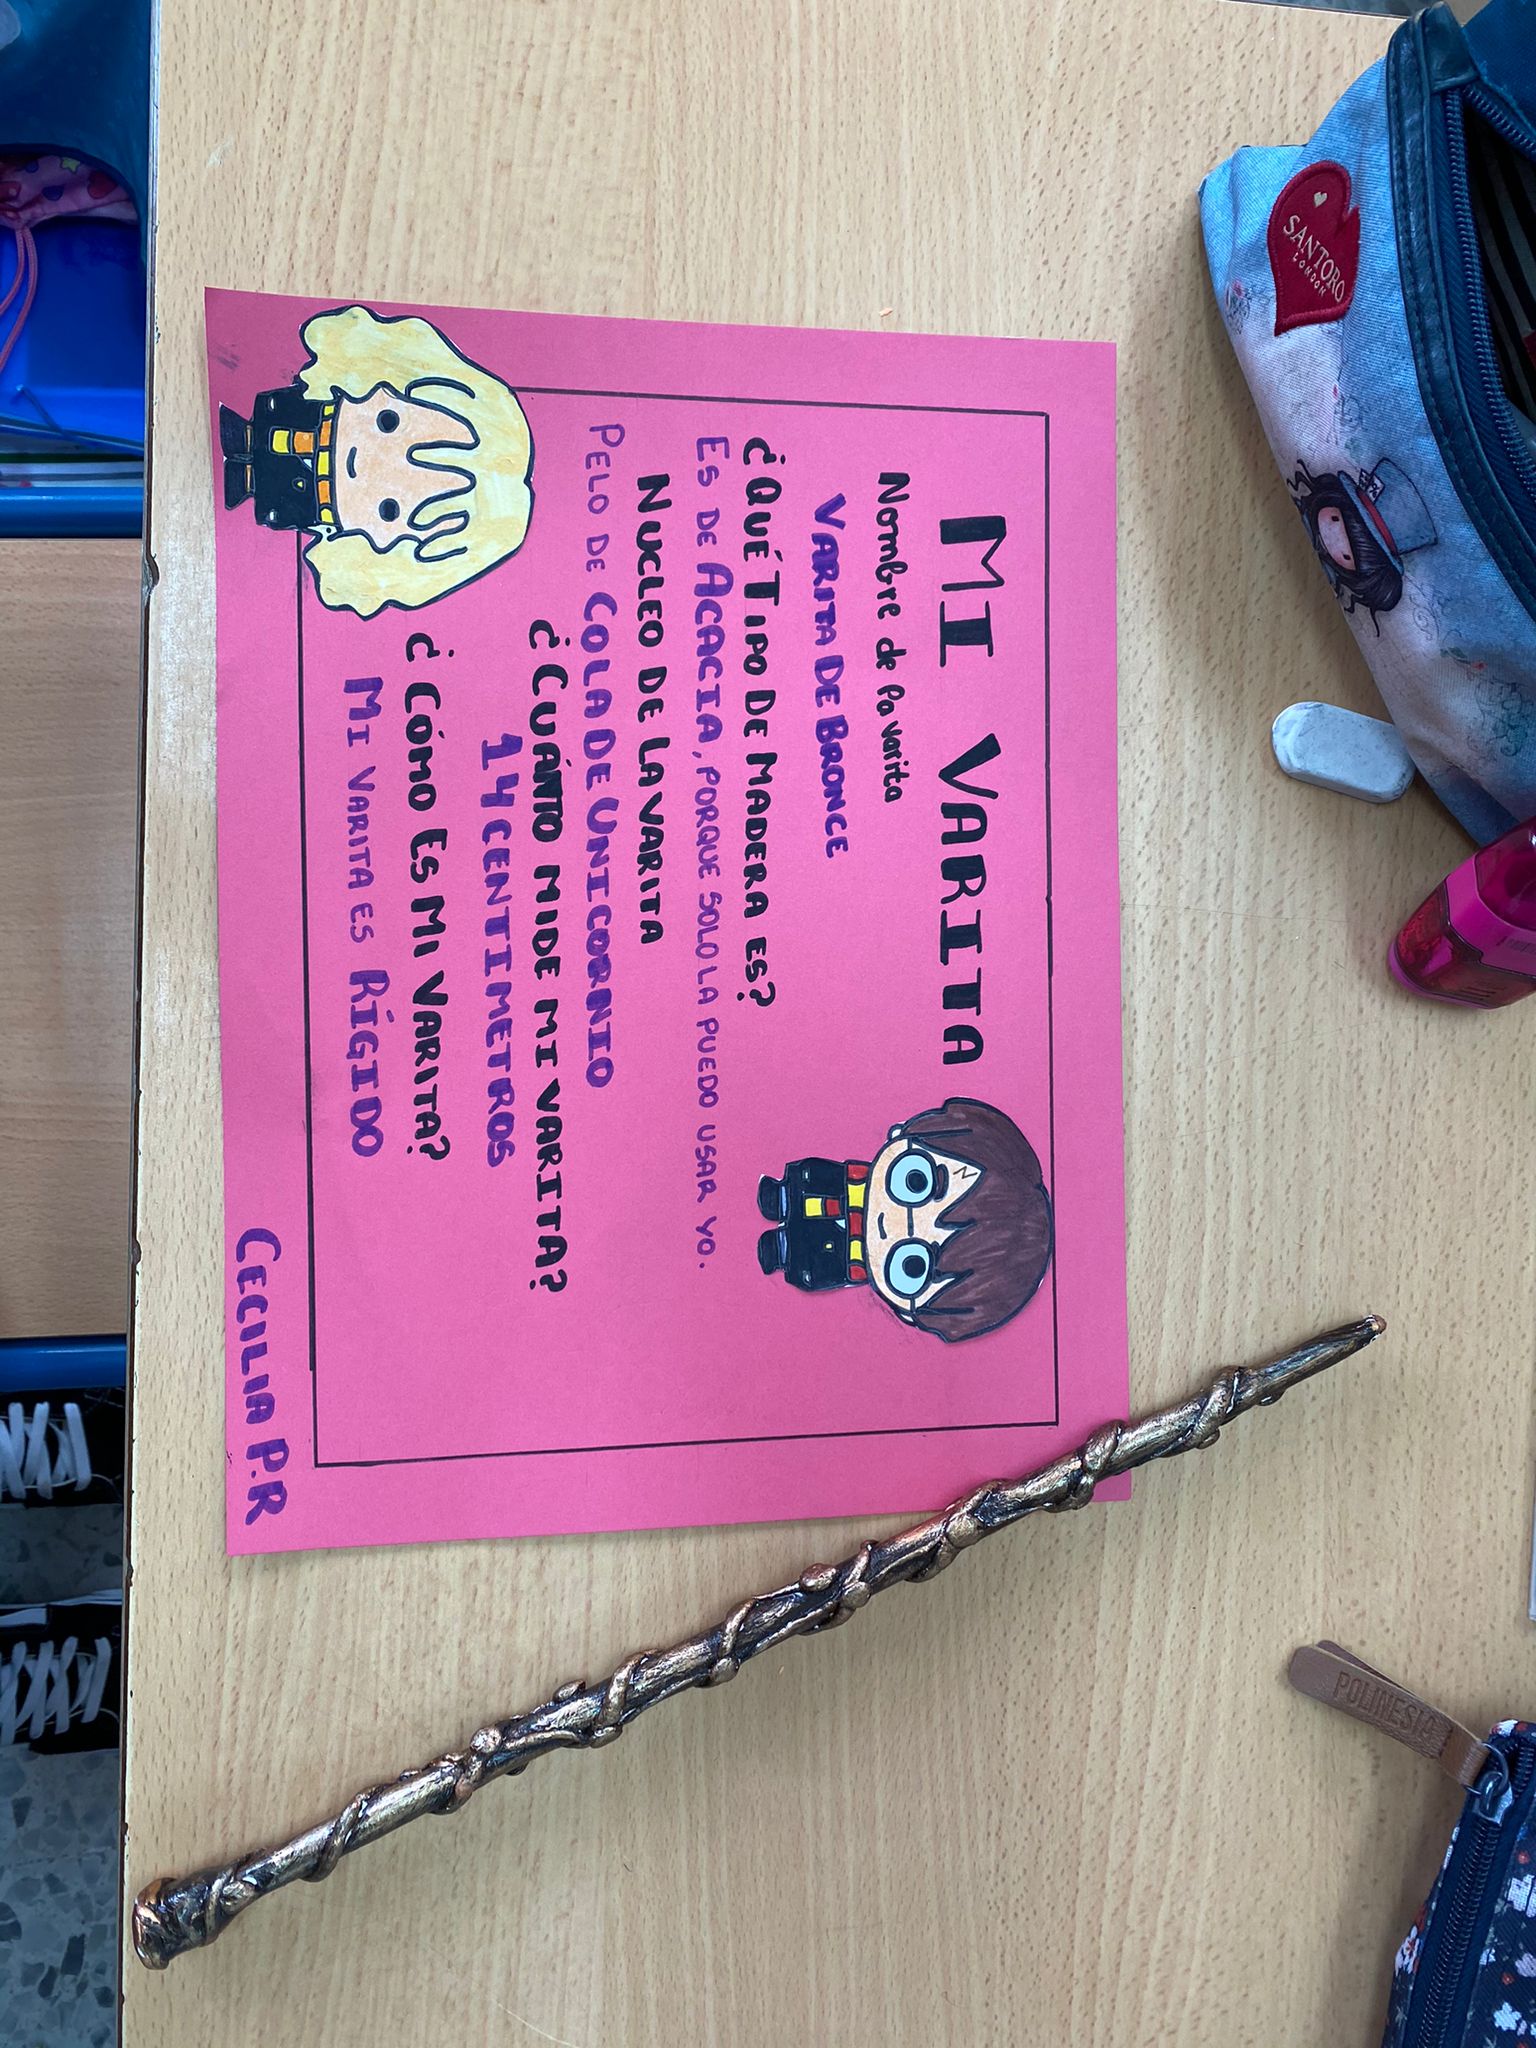 MI VARITA
Nombre de la varita
VARITA DE BRONCE
¿QUÉ TIPO DE MADERA ES?
ES DE ACACIA, PORQUE SOLO LA PUEDO USAR YO.
NUCLEO DE LA VARITA
PELO DE COLA DE UNICORNIO
¿CUÁNTO MIDE MI VARITA?
14 CENTIMETROS
¿CÓMO ES MI VARITA?
MI VARITA ES RÍGIDO
CECILIA P.R
SANTORO
LONDON